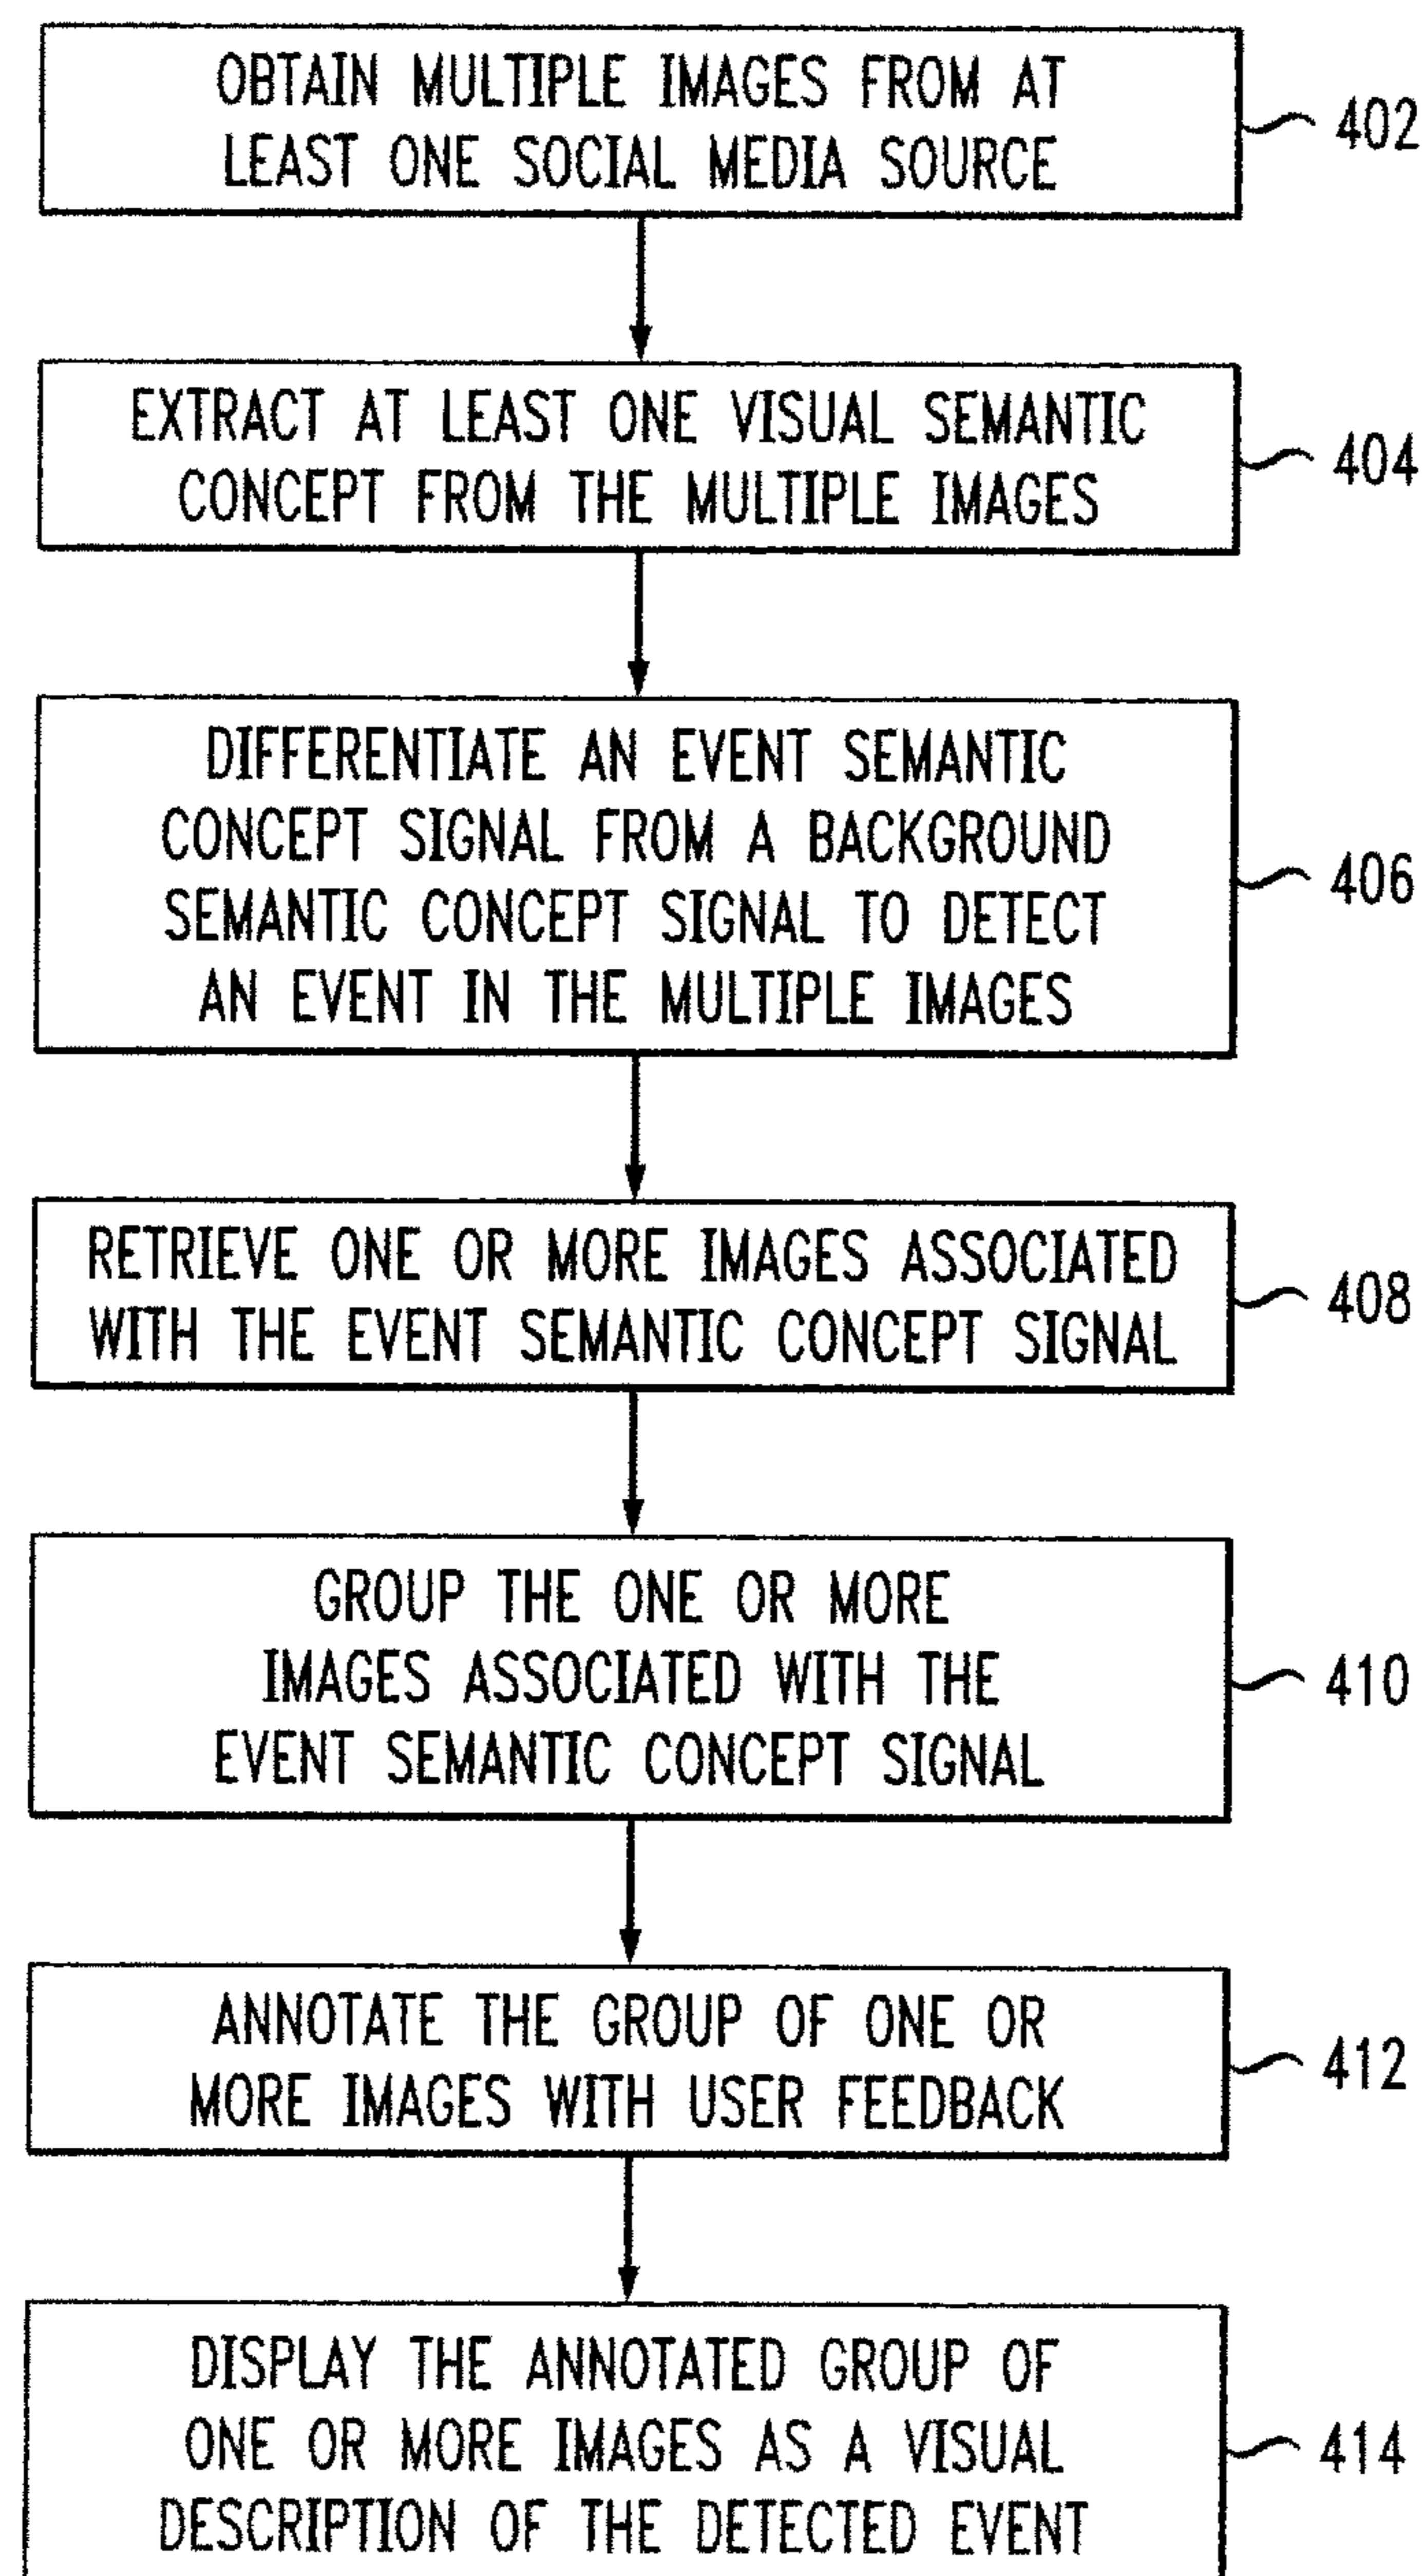 OBTAIN MULTIPLE IMAGES FROM AT
LEAST ONE SOCIAL MEDIA SOURCE
402
EXTRACT AT LEAST ONE VISUAL SEMANTIC
CONCEPT FROM THE MULTIPLE IMAGES
404
DIFFERENTIATE AN EVENT SEMANTIC
CONCEPT SIGNAL FROM A BACKGROUND
SEMANTIC CONCEPT SIGNAL TO DETECT
AN EVENT IN THE MULTIPLE IMAGES
406
RETRIEVE ONE OR MORE IMAGES ASSOCIATED
WITH THE EVENT SEMANTIC CONCEPT SIGNAL
408
GROUP THE ONE OR MORE
IMAGES ASSOCIATED WITH THE
EVENT SEMANTIC CONCEPT SIGNAL
410
ANNOTATE THE GROUP OF ONE OR
MORE IMAGES WITH USER FEEDBACK
412
DISPLAY THE ANNOTATED GROUP OF
ONE OR MORE IMAGES AS A VISUAL
DESCRIPTION OF THE DETECTED EVENT
414